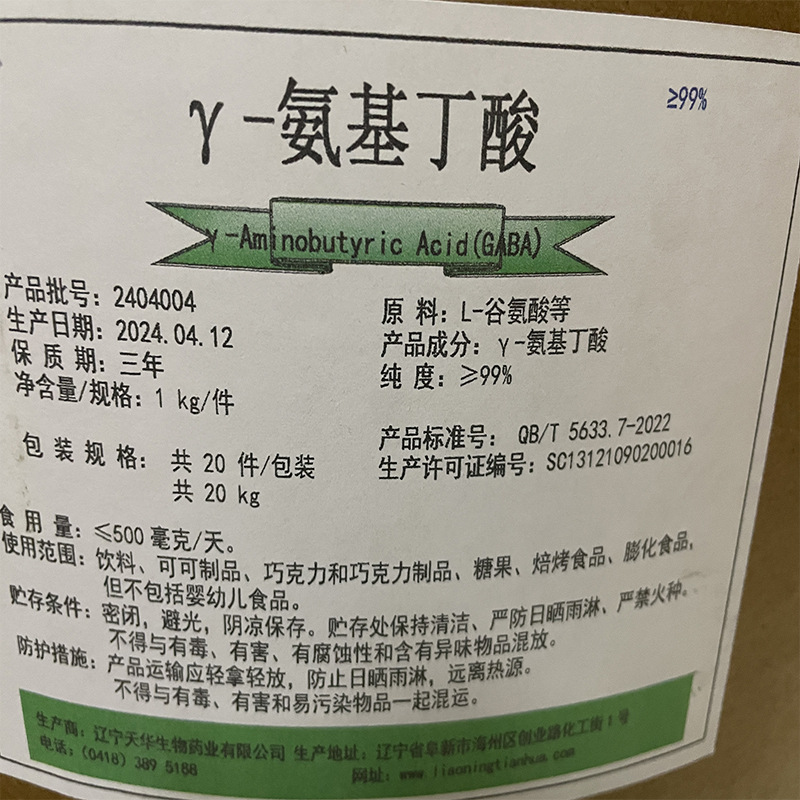 γ-氨基丁酸
≥99%
γ-Aminobutyric Acid(GABA)
产品批号：2404004
生产日期：2024.04.12
保 质 期：三年
净含量/规格：1 kg/件
包 装 规 格：共 20 件/包装
共 20 kg
原 料：L-谷氨酸等
产品成分：γ-氨基丁酸
纯 度：≥99%
产品标准号： QB/T 5633.7-2022
生产许可证编号：SC13121090200016
食 用 量：≤500 毫克/天。
使用范围：饮料、可可制品、巧克力和巧克力制品、糖果、焙烤食品、膨化食品，
但不包括婴幼儿食品。
贮存条件：密闭，避光，阴凉保存。贮存处保持清洁、严防日晒雨淋、严禁火种。
不得与有毒、有害、有腐蚀性和含有异味物品混放。
防护措施：产品运输应轻拿轻放，防止日晒雨淋，远离热源。
不得与有毒、有害和易污染物品一起混运。
生产商：辽宁天华生物药业有限公司 生产地址：辽宁省阜新市海州区创业路化工街1号
电话：(0418) 389 5188 网址：www.liaoningtianhua.com